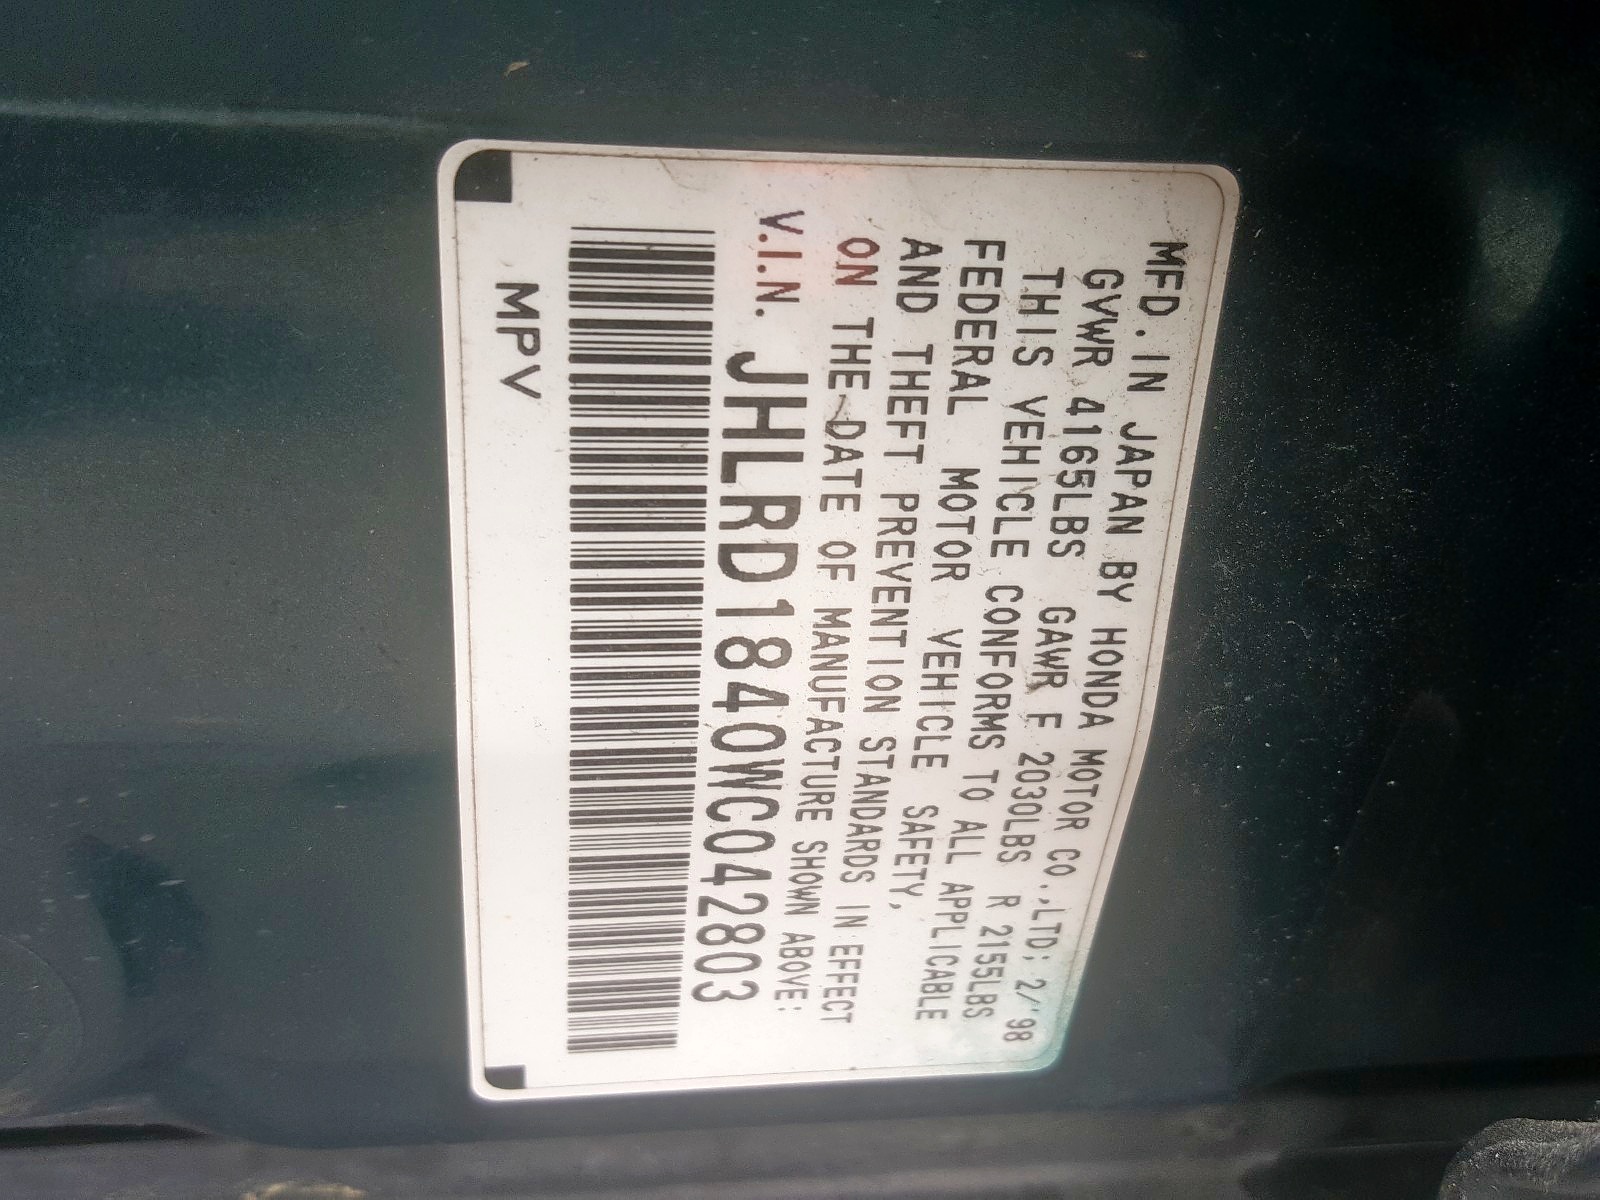 MFD. IN JAPAN BY HONDA MOTOR CO.,LTD; 2/'98
GVWR 4165LBS GAWR F 2030LBS R 2155LBS
THIS VEHICLE CONFORMS TO ALL APPLICABLE
FEDERAL MOTOR VEHICLE SAFETY,
AND THEFT PREVENTION STANDARDS IN EFFECT
ON THE DATE OF MANUFACTURE SHOWN ABOVE:
V.I.N. JHLRD1840WC042803
MPV